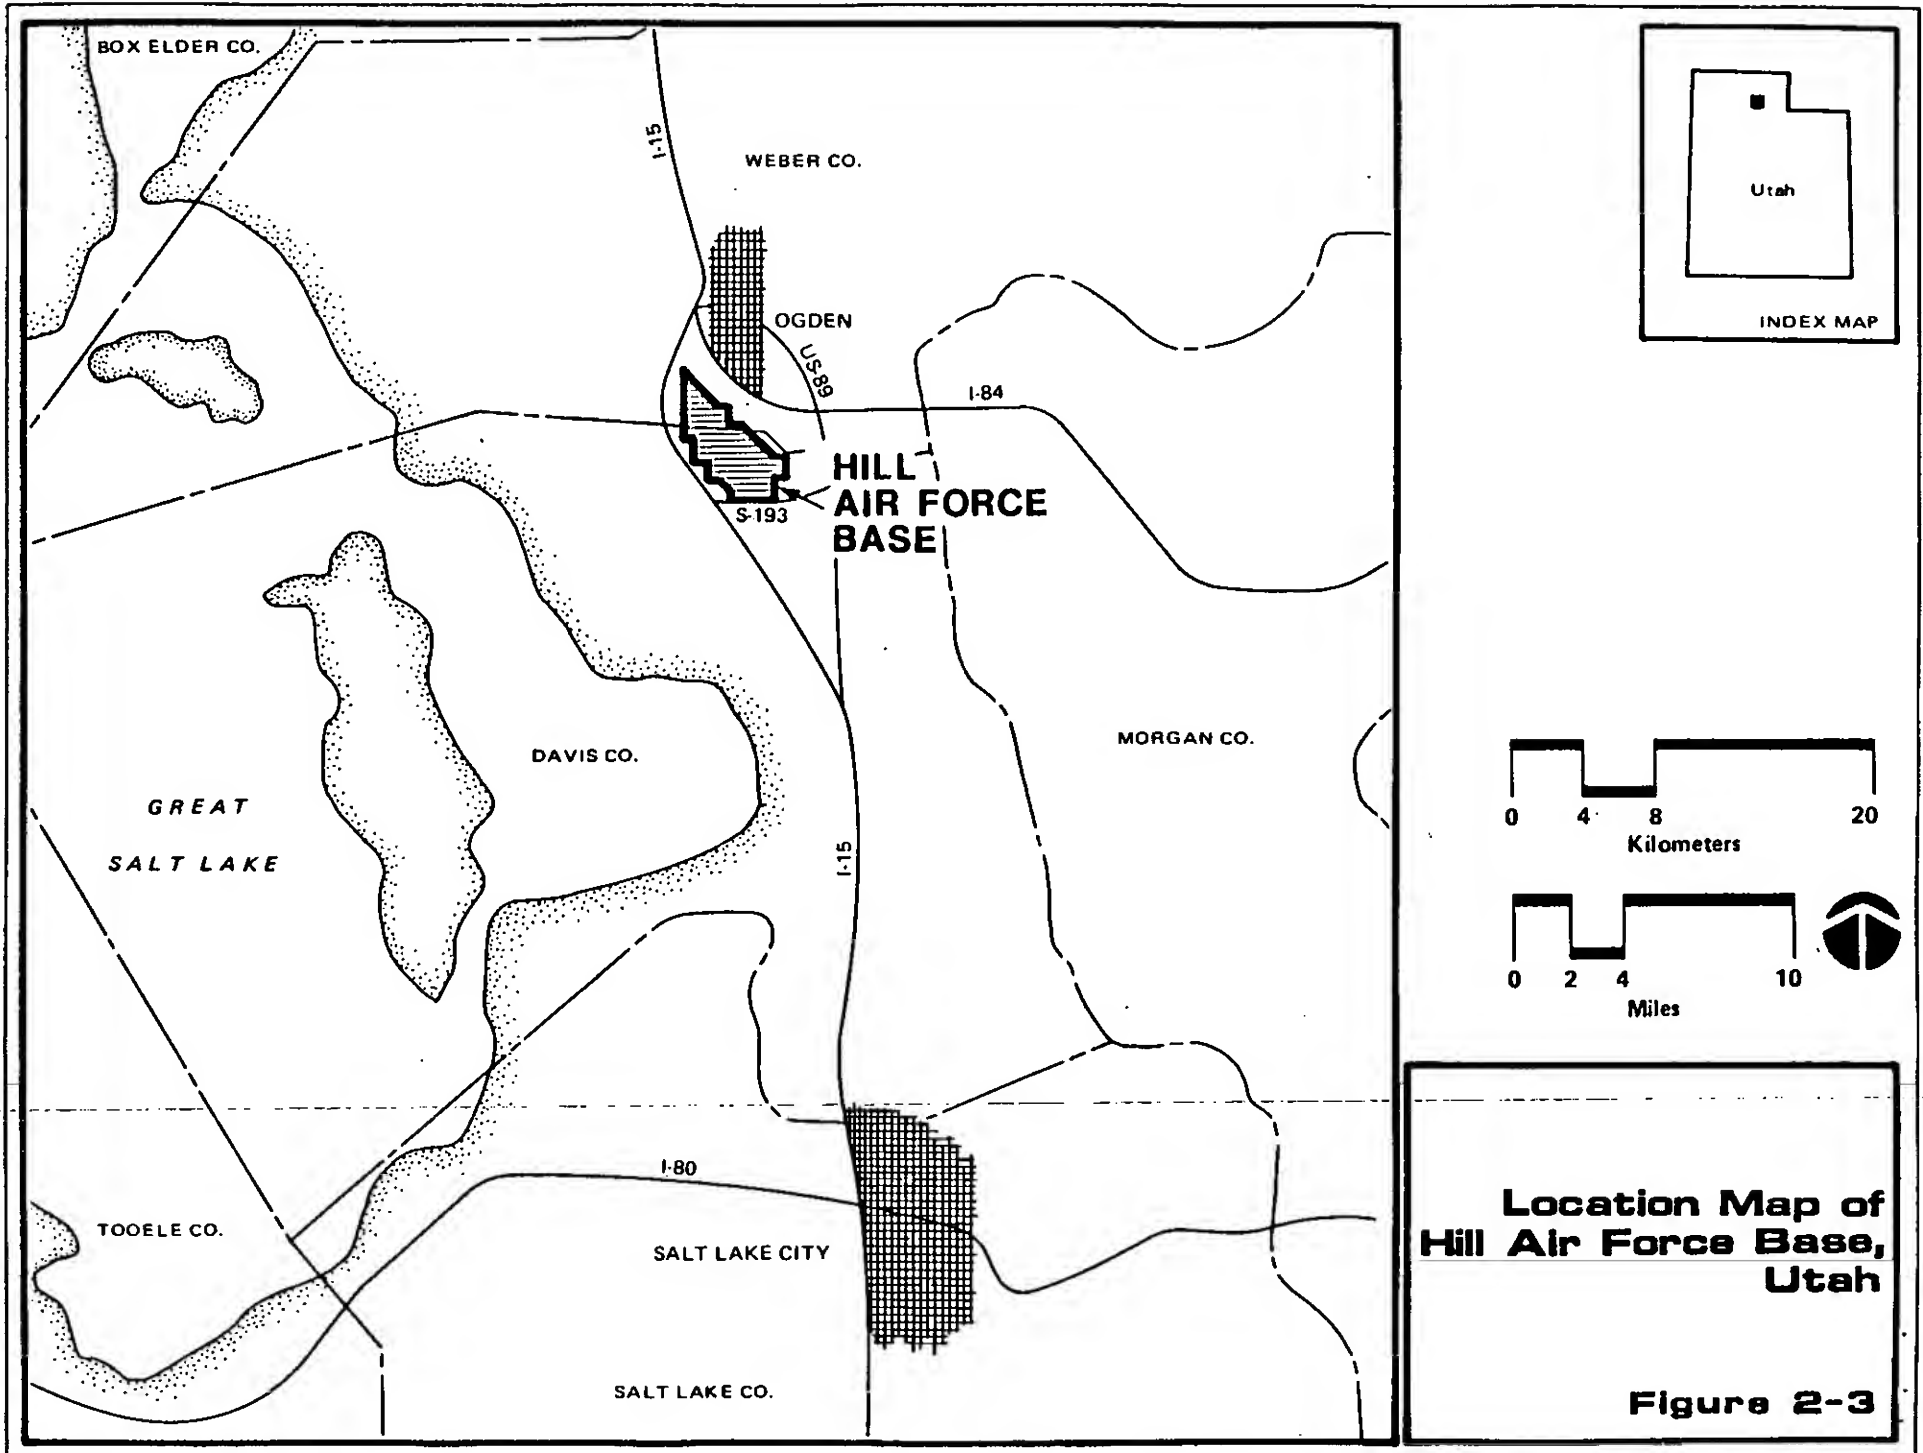 BOX ELDER CO.
I-15
WEBER CO.
OGDEN
US-89
I-84
HILL
AIR FORCE
BASE
S-193
DAVIS CO.
MORGAN CO.
GREAT
SALT LAKE
I-15
I-80
TOOELE CO.
SALT LAKE CITY
SALT LAKE CO.
Utah
INDEX MAP
0 4 8 20
Kilometers
0 2 4 10
Miles
Location Map of
Hill Air Force Base,
Utah
Figure 2-3